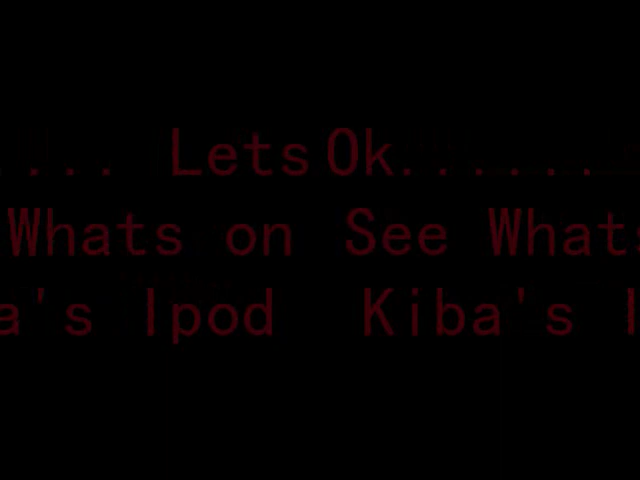 .... Lets Ok......
Whats on See Whats
a's Ipod Kiba's I